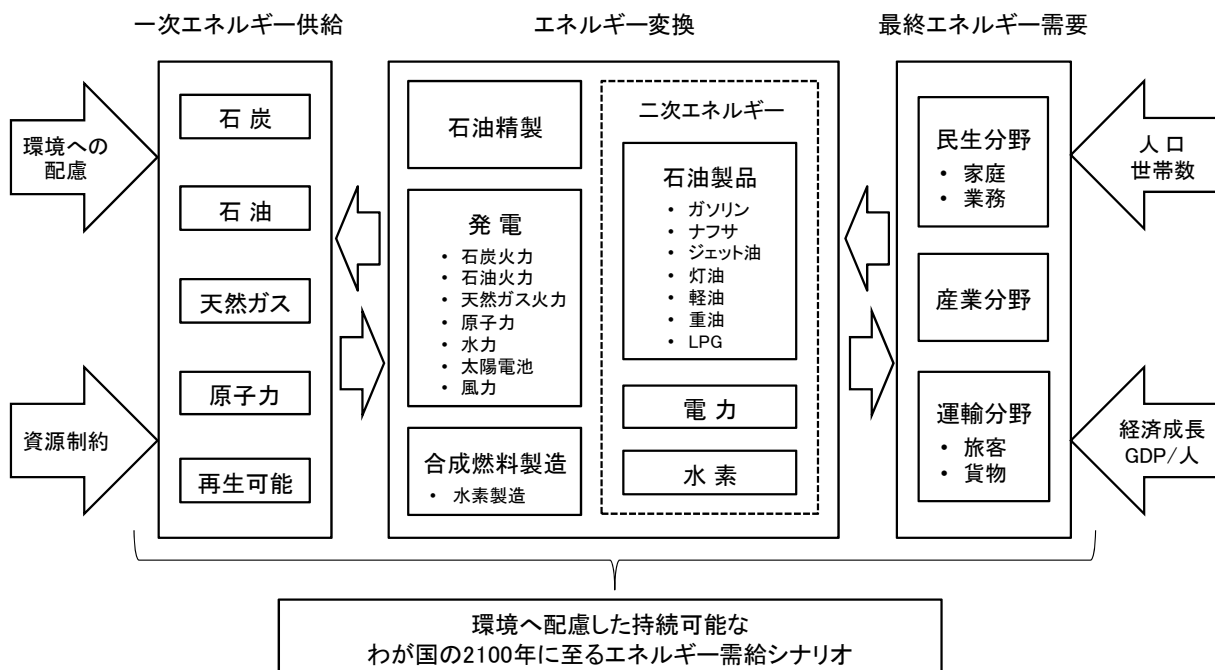 一次エネルギー供給
エネルギー変換
最終エネルギー需要
環境への
配慮
資源制約
石 炭
石 油
天然ガス
原子力
再生可能
石油精製
発 電
• 石炭火力
• 石油火力
• 天然ガス火力
• 原子力
• 水力
• 太陽電池
• 風力
合成燃料製造
• 水素製造
二次エネルギー
石油製品
• ガソリン
• ナフサ
• ジェット油
• 灯油
• 軽油
• 重油
• LPG
電 力
水 素
民生分野
• 家庭
• 業務
産業分野
運輸分野
• 旅客
• 貨物
人 口
世帯数
経済成長
GDP/人
環境へ配慮した持続可能な
わが国の2100年に至るエネルギー需給シナリオ